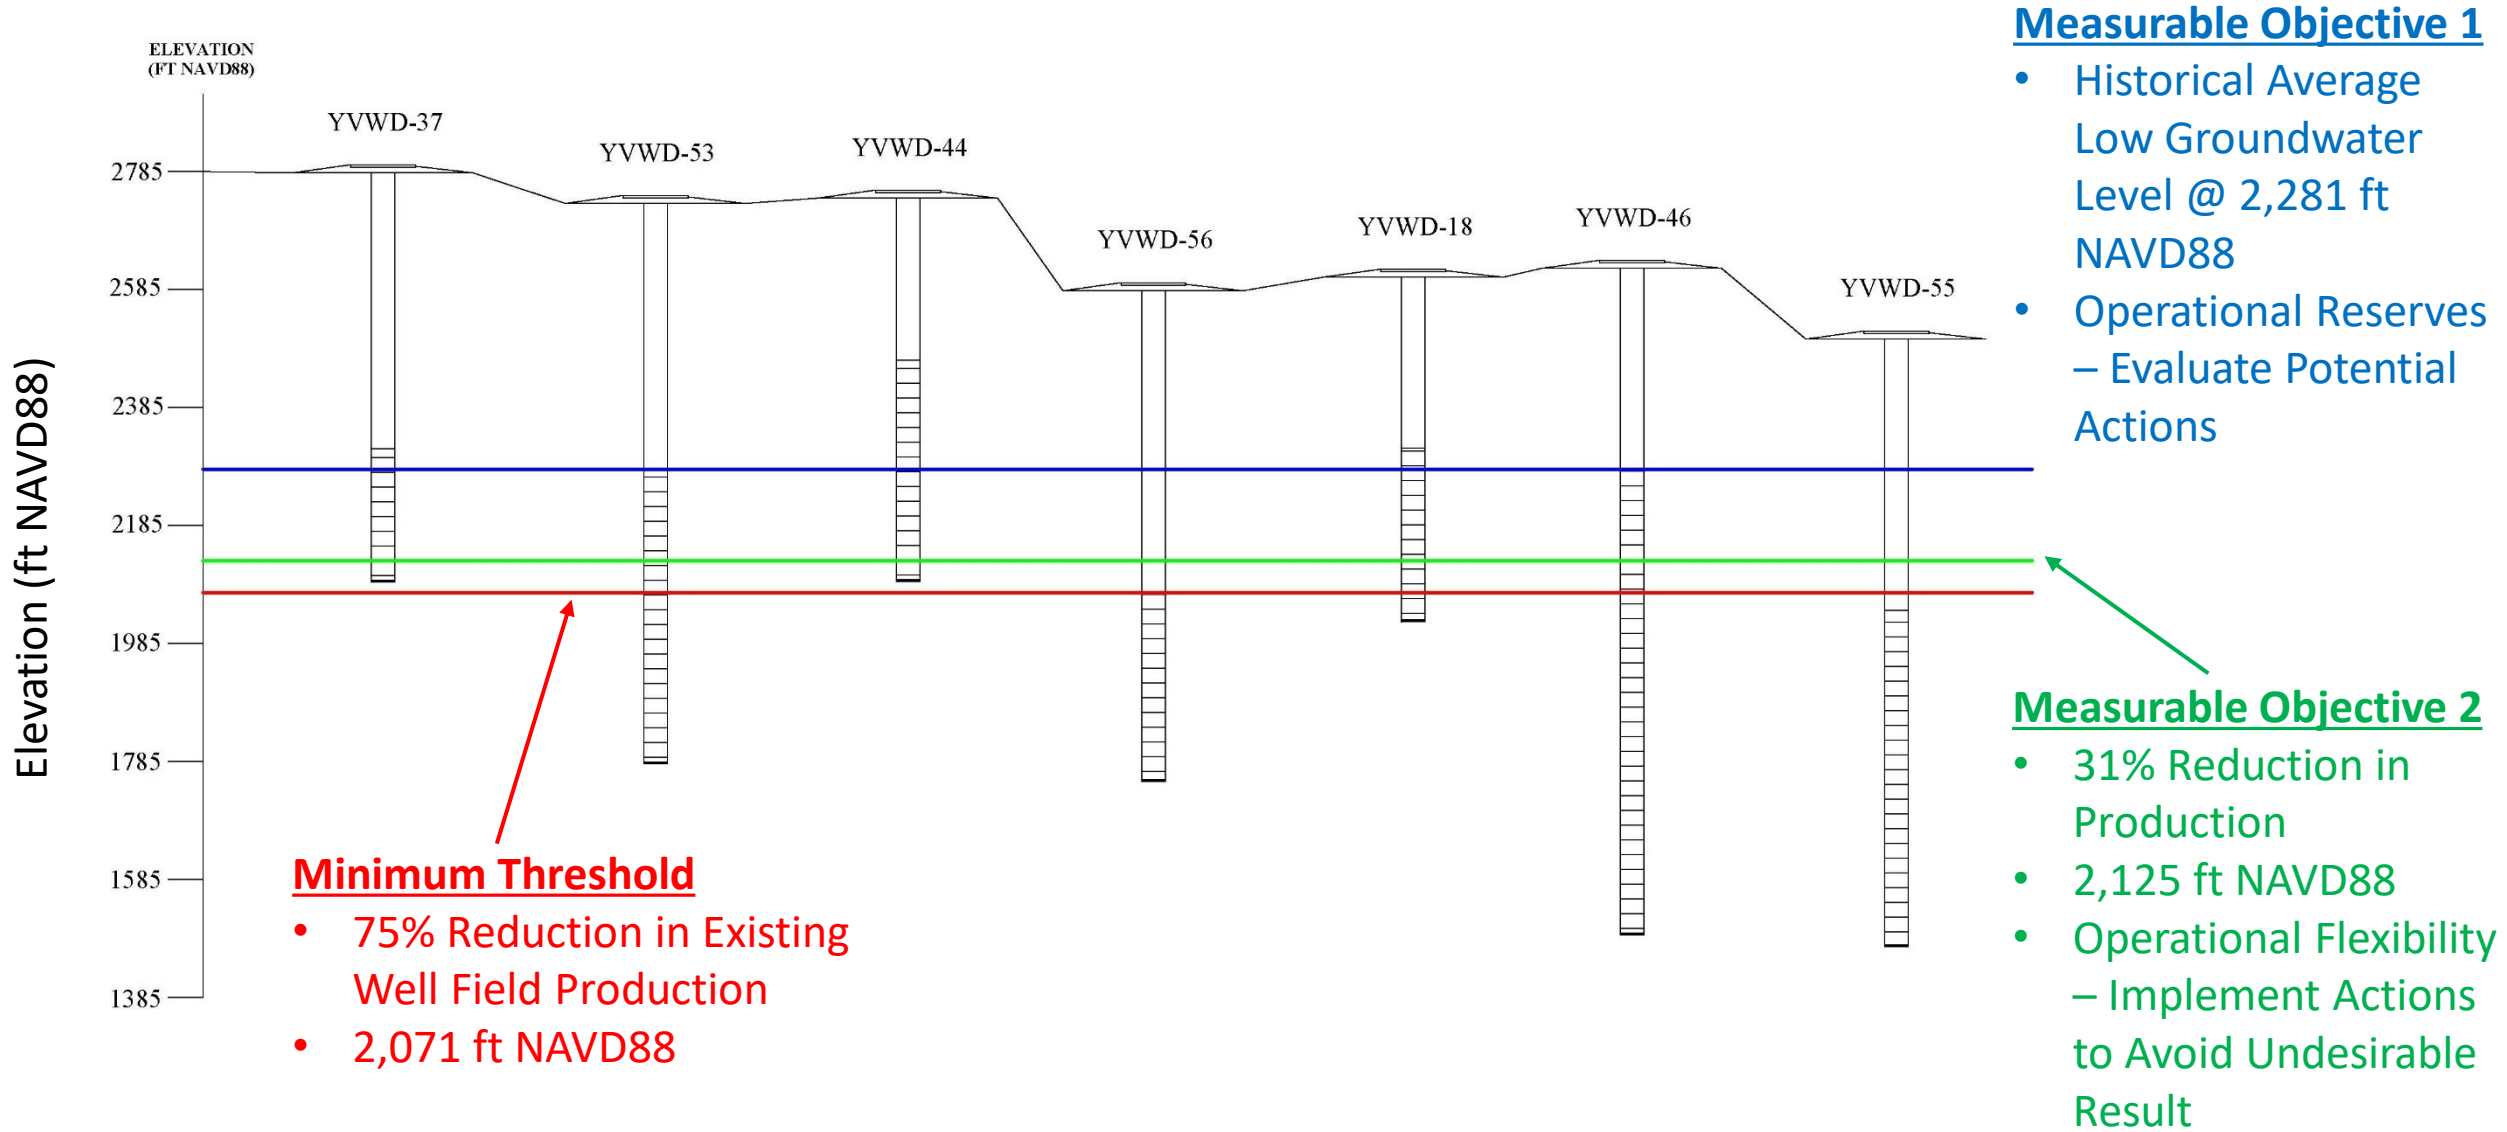 ELEVATION
(FT NAVD88)
YVWD-37
YVWD-53
YVWD-44
YVWD-56
YVWD-18
YVWD-46
YVWD-55
2785
2585
2385
2185
1985
1785
1585
1385
Elevation (ft NAVD88)
Measurable Objective 1
• Historical Average
Low Groundwater
Level @ 2,281 ft
NAVD88
• Operational Reserves
– Evaluate Potential
Actions
Measurable Objective 2
• 31% Reduction in
Production
• 2,125 ft NAVD88
• Operational Flexibility
– Implement Actions
to Avoid Undesirable
Result
Minimum Threshold
• 75% Reduction in Existing
Well Field Production
• 2,071 ft NAVD88